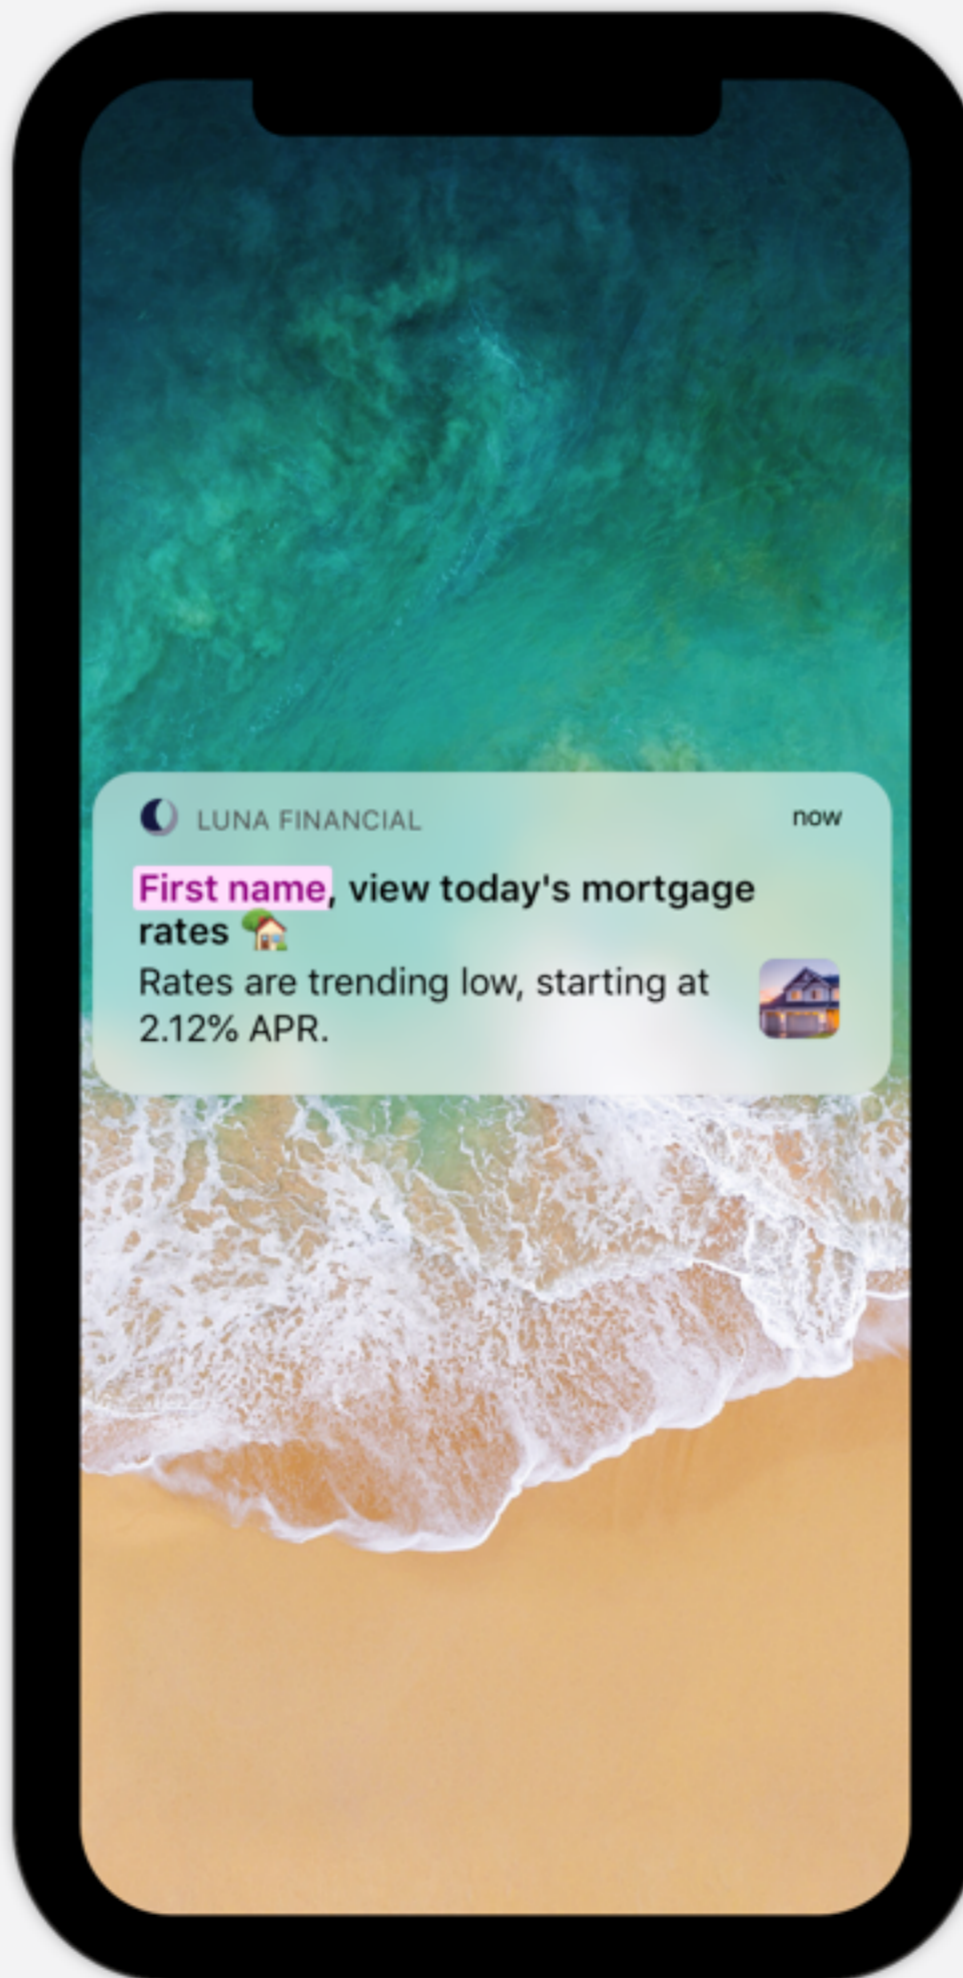 LUNA FINANCIAL
now
First name, view today's mortgage
rates 🏡
Rates are trending low, starting at
2.12% APR.